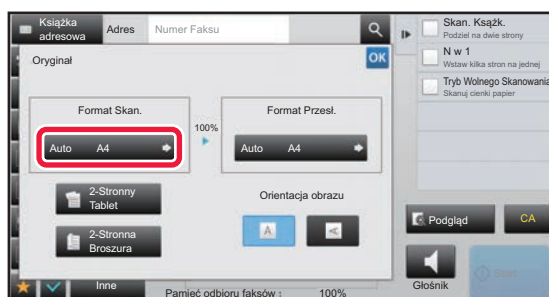 Książka
adresowa
Adres
Numer Faksu
Oryginał
OK
Format Skan.
Format Przesł.
100%
Auto A4
Auto A4
2-Stronny
Tablet
Orientacja obrazu
A
A
2-Stronna
Broszura
Inne
Pamięć odbioru faksów : 100%
Skan. Książk.
Podziel na dwie strony
N w 1
Wstaw kilka stron na jednej
Tryb Wolnego Skanowania
Skanuj cienki papier
Podgląd
CA
Głośnik
Start